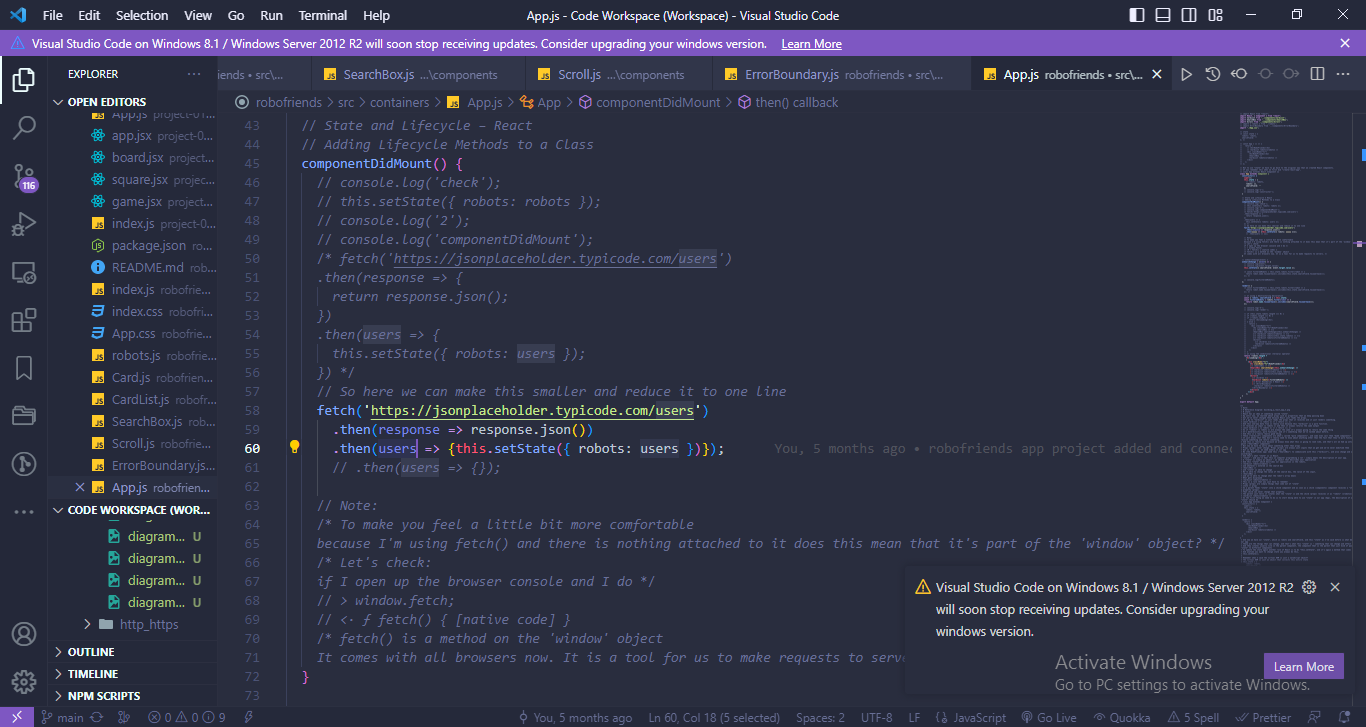 File Edit Selection View Go Run Terminal Help
App.js - Code Workspace (Workspace) - Visual Studio Code
Visual Studio Code on Windows 8.1 / Windows Server 2012 R2 will soon stop receiving updates. Consider upgrading your windows version. Learn More
EXPLORER
iends • src\...
SearchBox.js ...\components
Scroll.js ...\components
ErrorBoundary.js robofriends • src\...
App.js robofriends • src\...
OPEN EDITORS
App.js project-01...
app.jsx project-0...
board.jsx project...
square.jsx projec...
game.jsx project...
index.js project-0...
package.json ro...
README.md rob...
index.js robofrie...
index.css robofri...
App.css robofrie...
robots.js robofrie...
Card.js robofrien...
CardList.js robofri...
SearchBox.js rob...
Scroll.js robofrie...
ErrorBoundary.js...
App.js robofrien...
116
CODE WORKSPACE (WOR...
diagram... U
diagram... U
diagram... U
diagram... U
http_https
OUTLINE
TIMELINE
NPM SCRIPTS
robofriends > src > containers > App.js > App > componentDidMount > then() callback
43 // State and Lifecycle – React
44 // Adding Lifecycle Methods to a Class
45 componentDidMount() {
46 // console.log('check');
47 // this.setState({ robots: robots });
48 // console.log('2');
49 // console.log('componentDidMount');
50 /* fetch('https://jsonplaceholder.typicode.com/users')
51 .then(response => {
52 return response.json();
53 })
54 .then(users => {
55 this.setState({ robots: users });
56 }) */
57 // So here we can make this smaller and reduce it to one line
58 fetch('https://jsonplaceholder.typicode.com/users')
59 .then(response => response.json())
60 .then(users => {this.setState({ robots: users })}); You, 5 months ago • robofriends app project added and connec
61 // .then(users => {});
62
63 // Note:
64 /* To make you feel a little bit more comfortable
65 because I'm using fetch() and there is nothing attached to it does this mean that it's part of the 'window' object? */
66 /* Let's check:
67 if I open up the browser console and I do */
68 // > window.fetch;
69 // <· ƒ fetch() { [native code] }
70 /* fetch() is a method on the 'window' object
71 It comes with all browsers now. It is a tool for us to make requests to serve
72 }
73
Visual Studio Code on Windows 8.1 / Windows Server 2012 R2
will soon stop receiving updates. Consider upgrading your
windows version.
Learn More
Activate Windows
Go to PC settings to activate Windows.
main 0 0 9 You, 5 months ago Ln 60, Col 18 (5 selected) Spaces: 2 UTF-8 LF JavaScript Go Live Quokka 5 Spell Prettier